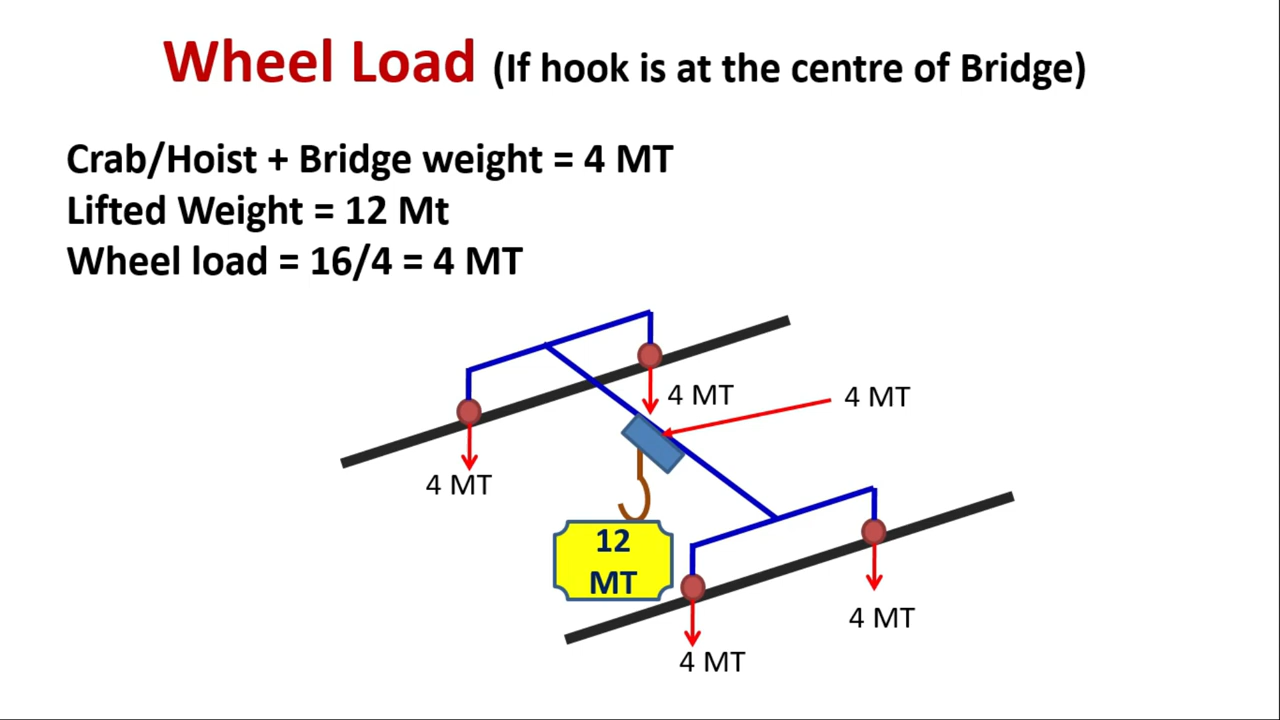 Wheel Load (If hook is at the centre of Bridge)
Crab/Hoist + Bridge weight = 4 MT
Lifted Weight = 12 Mt
Wheel load = 16/4 = 4 MT
4 MT
4 MT
4 MT
12
MT
4 MT
4 MT